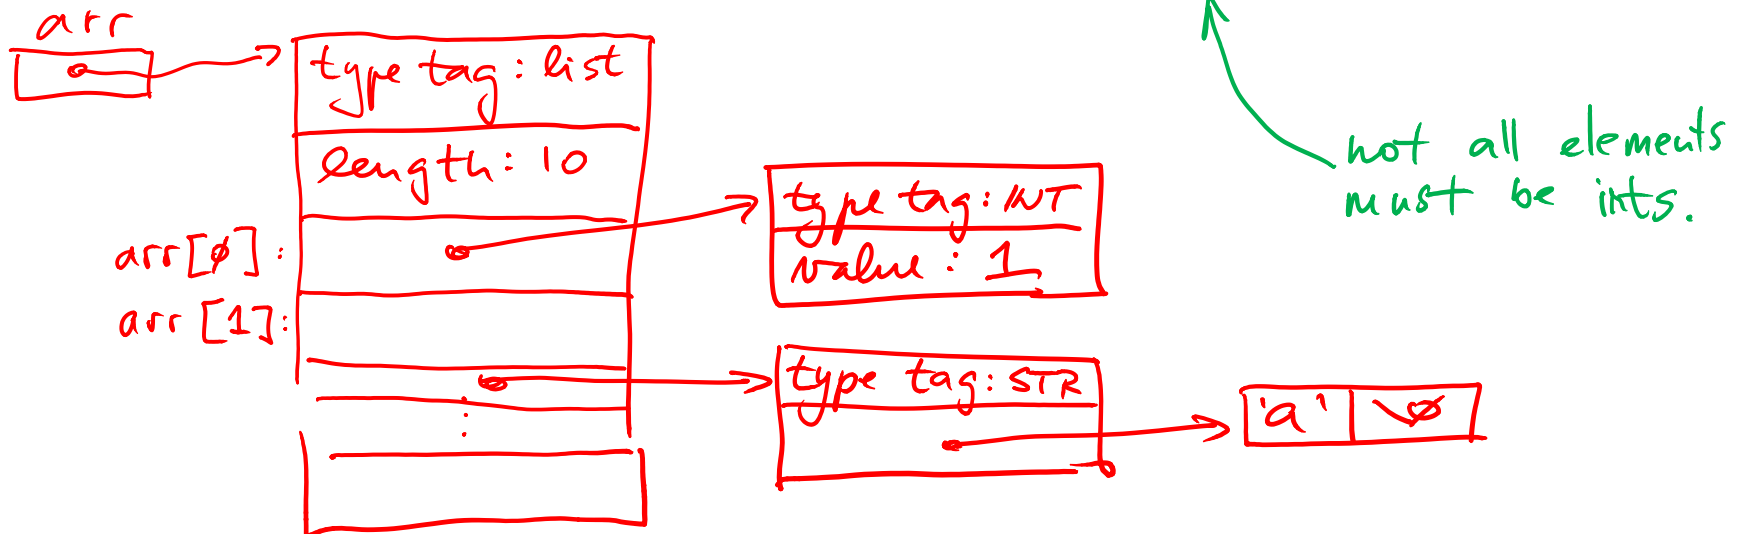 arr
type tag: list
length: 10
arr[∅]:
arr[1]:
type tag: INT
value: 1
type tag: STR
'a' \∅
not all elements
must be ints.